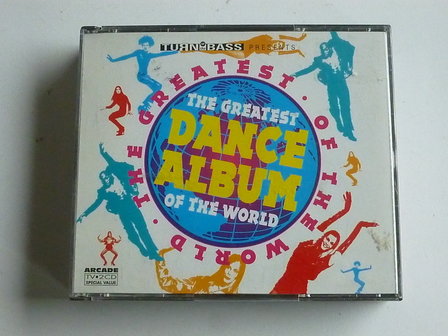 TURN UP THE BASS PRESENTS
THE GREATEST · OF THE WORLD ·
THE GREATEST
DANCE
ALBUM
OF THE WORLD
ARCADE
TV·2CD
SPECIAL VALUE